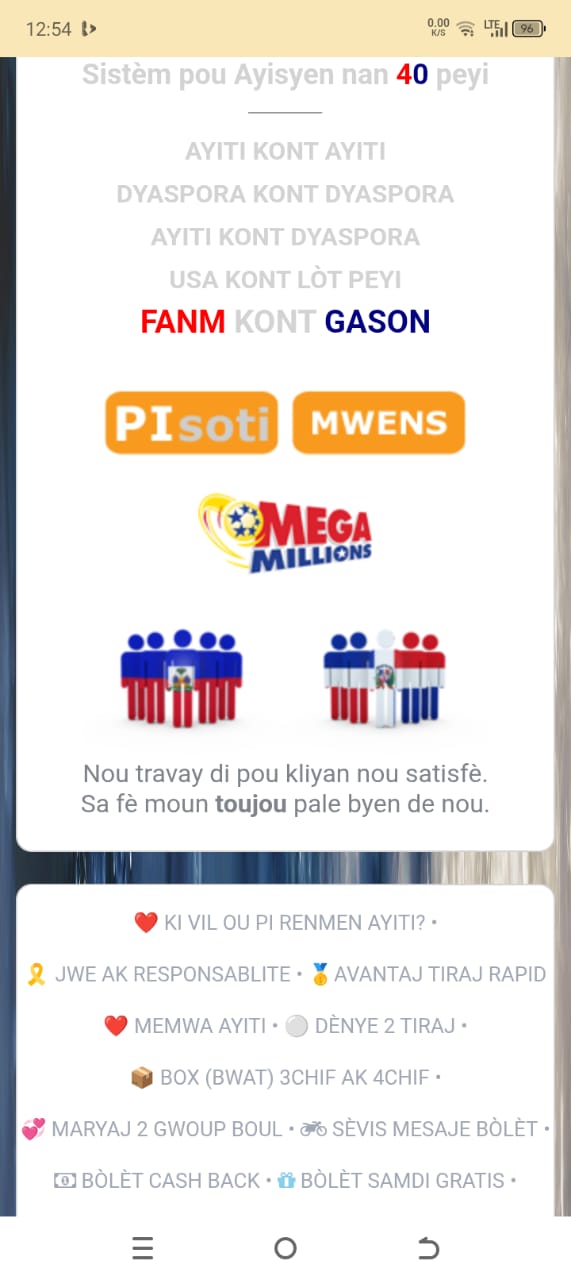 12:54
0.00
K/S
LTE
96
Sistèm pou Ayisyen nan 40 peyi
AYITI KONT AYITI
DYASPORA KONT DYASPORA
AYITI KONT DYASPORA
USA KONT LÒT PEYI
FANM KONT GASON
PIsoti MWENS
MEGA
MILLIONS
Nou travay di pou kliyan nou satisfè.
Sa fè moun toujou pale byen de nou.
❤️ KI VIL OU PI RENMEN AYITI? •
🎗️ JWE AK RESPONSABLITE • 🥇 AVANTAJ TIRAJ RAPID
❤️ MEMWA AYITI • ⚪ DÈNYE 2 TIRAJ •
📦 BOX (BWAT) 3CHIF AK 4CHIF •
💞 MARYAJ 2 GWOUP BOUL • 🏍 SÈVIS MESAJE BÒLÈT •
BÒLÈT CASH BACK • 🎁 BÒLÈT SAMDI GRATIS •